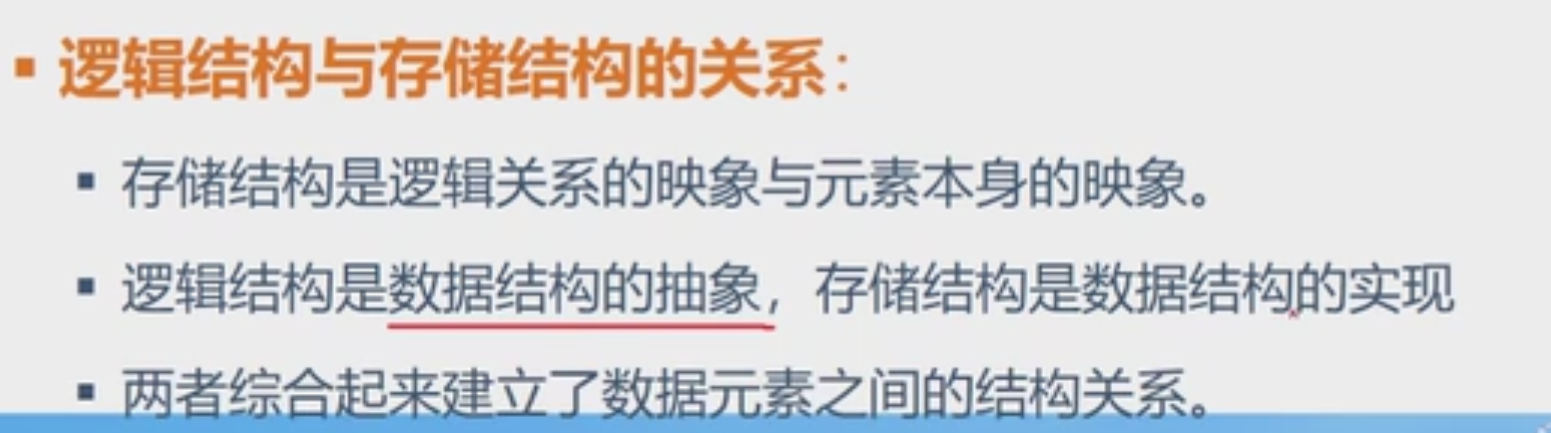 ▪ 逻辑结构与存储结构的关系：
▪ 存储结构是逻辑关系的映象与元素本身的映象。
▪ 逻辑结构是数据结构的抽象，存储结构是数据结构的实现
▪ 两者综合起来建立了数据元素之间的结构关系。